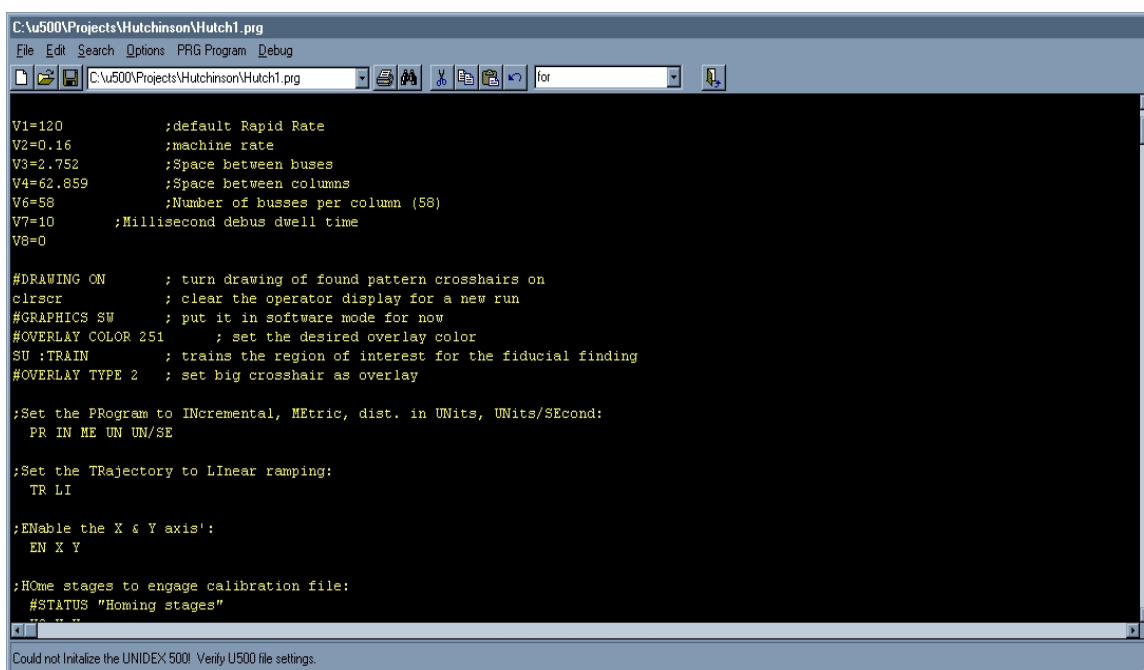 C:\u500\Projects\Hutchinson\Hutch1.prg
File Edit Search Options PRG Program Debug
C:\u500\Projects\Hutchinson\Hutch1.prg for
V1=120 ;default Rapid Rate
V2=0.16 ;machine rate
V3=2.752 ;Space between buses
V4=62.859 ;Space between columns
V6=58 ;Number of busses per column (58)
V7=10 ;Millisecond debus dwell time
V8=0
#DRAWING ON ; turn drawing of found pattern crosshairs on
clrscr ; clear the operator display for a new run
#GRAPHICS SW ; put it in software mode for now
#OVERLAY COLOR 251 ; set the desired overlay color
SU :TRAIN ; trains the region of interest for the fiducial finding
#OVERLAY TYPE 2 ; set big crosshair as overlay
;Set the PRogram to INcremental, MEtric, dist. in UNits, UNits/SEcond:
PR IN ME UN UN/SE
;Set the TRajectory to LInear ramping:
TR LI
;ENable the X & Y axis':
EN X Y
;HOme stages to engage calibration file:
#STATUS "Homing stages"
Could not Initalize the UNIDEX 500! Verify U500 file settings.